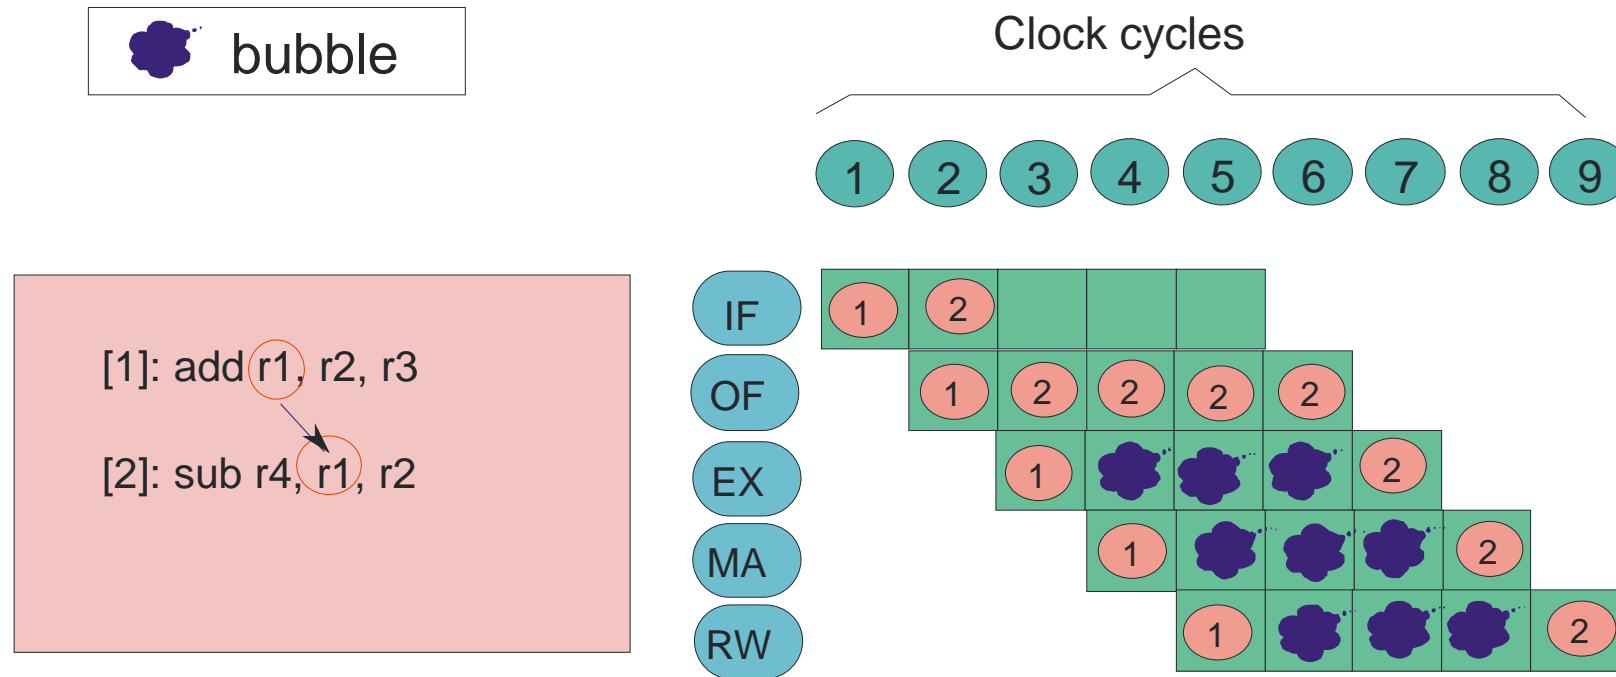 bubble
Clock cycles
1 2 3 4 5 6 7 8 9
[1]: add r1, r2, r3
[2]: sub r4, r1, r2
IF 1 2
OF 1 2 2 2 2
EX 1 2
MA 1 2
RW 1 2